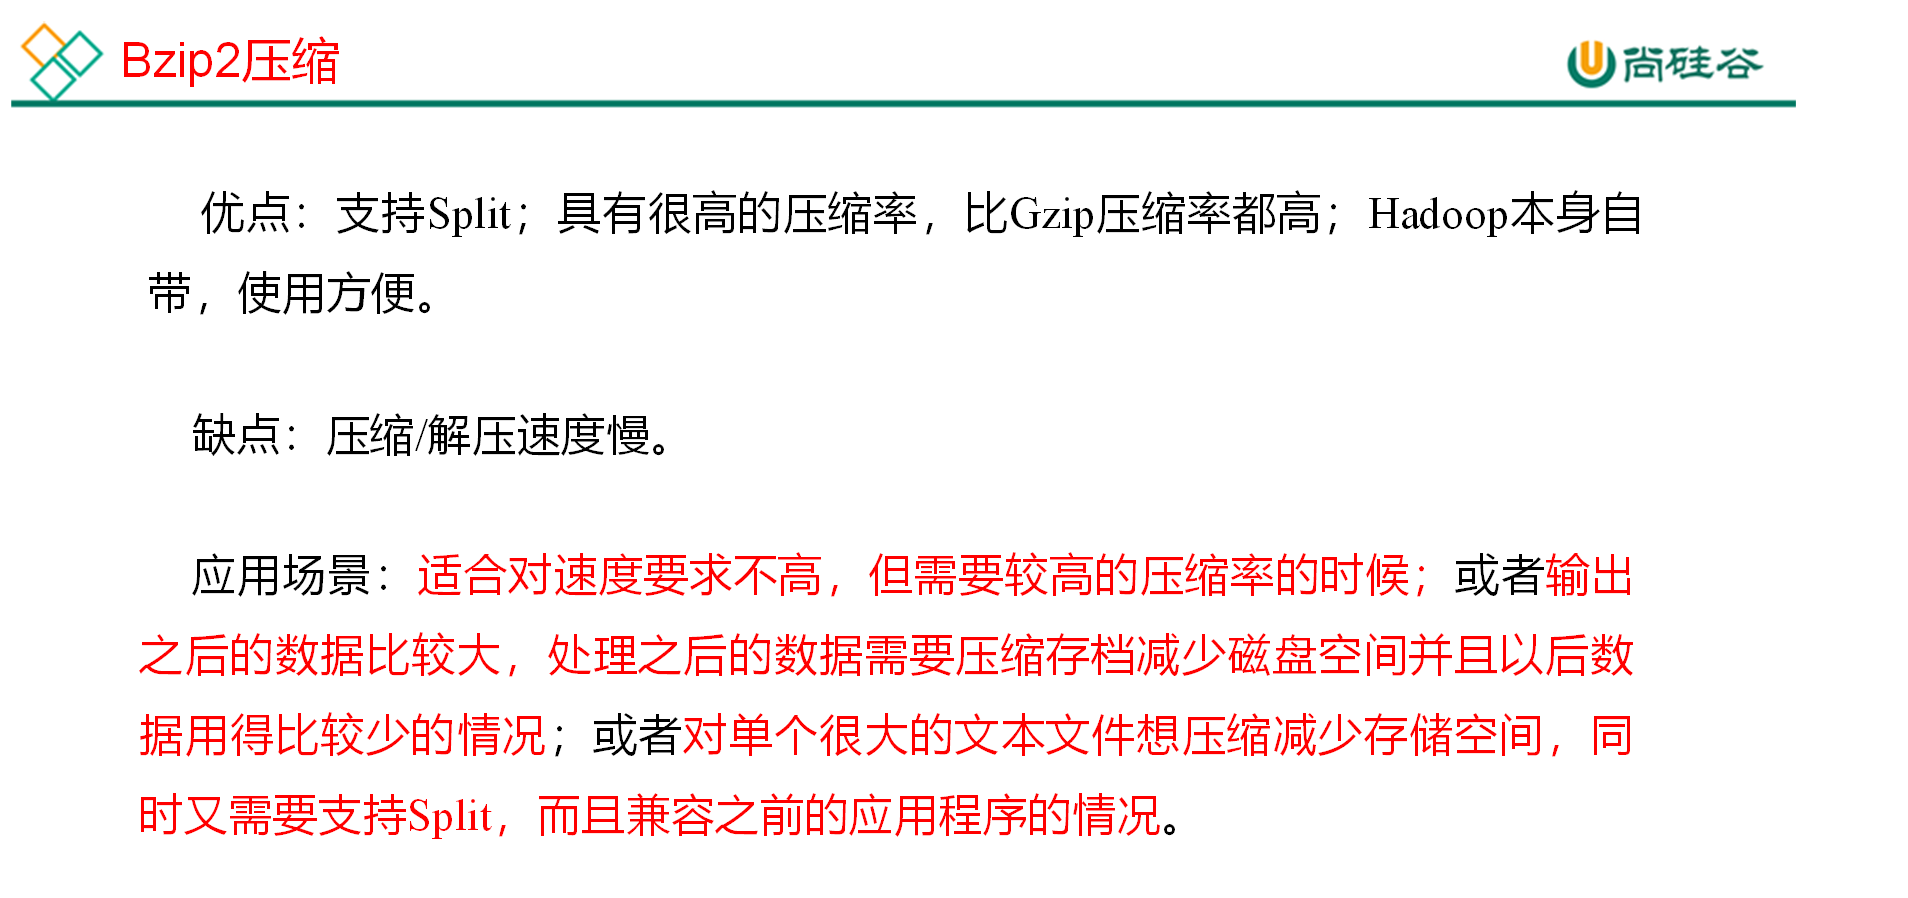 Bzip2压缩
尚硅谷
优点：支持Split；具有很高的压缩率，比Gzip压缩率都高；Hadoop本身自
带，使用方便。
缺点：压缩/解压速度慢。
应用场景：适合对速度要求不高，但需要较高的压缩率的时候；或者输出
之后的数据比较大，处理之后的数据需要压缩存档减少磁盘空间并且以后数
据用得比较少的情况；或者对单个很大的文本文件想压缩减少存储空间，同
时又需要支持Split，而且兼容之前的应用程序的情况。